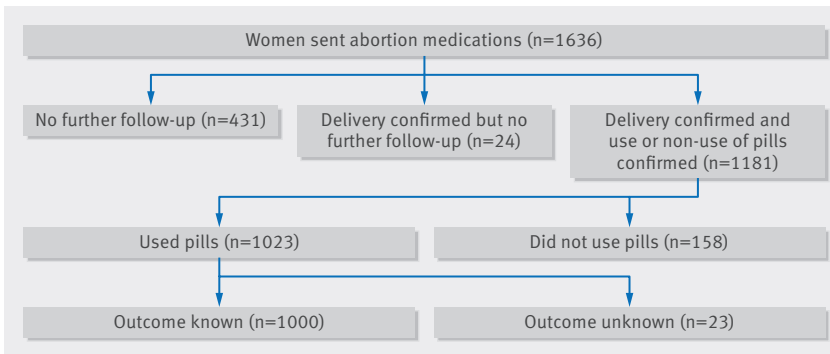 Women sent abortion medications (n=1636)
No further follow-up (n=431)
Delivery confirmed but no
further follow-up (n=24)
Delivery confirmed and
use or non-use of pills
confirmed (n=1181)
Used pills (n=1023)
Did not use pills (n=158)
Outcome known (n=1000)
Outcome unknown (n=23)